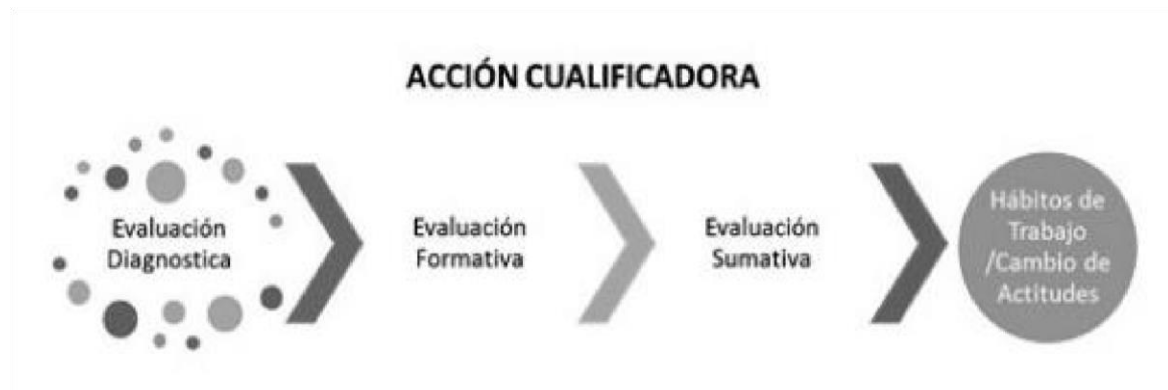 ACCIÓN CUALIFICADORA
Evaluación
Diagnostica
Evaluación
Formativa
Evaluación
Sumativa
Hábitos de
Trabajo
/Cambio de
Actitudes